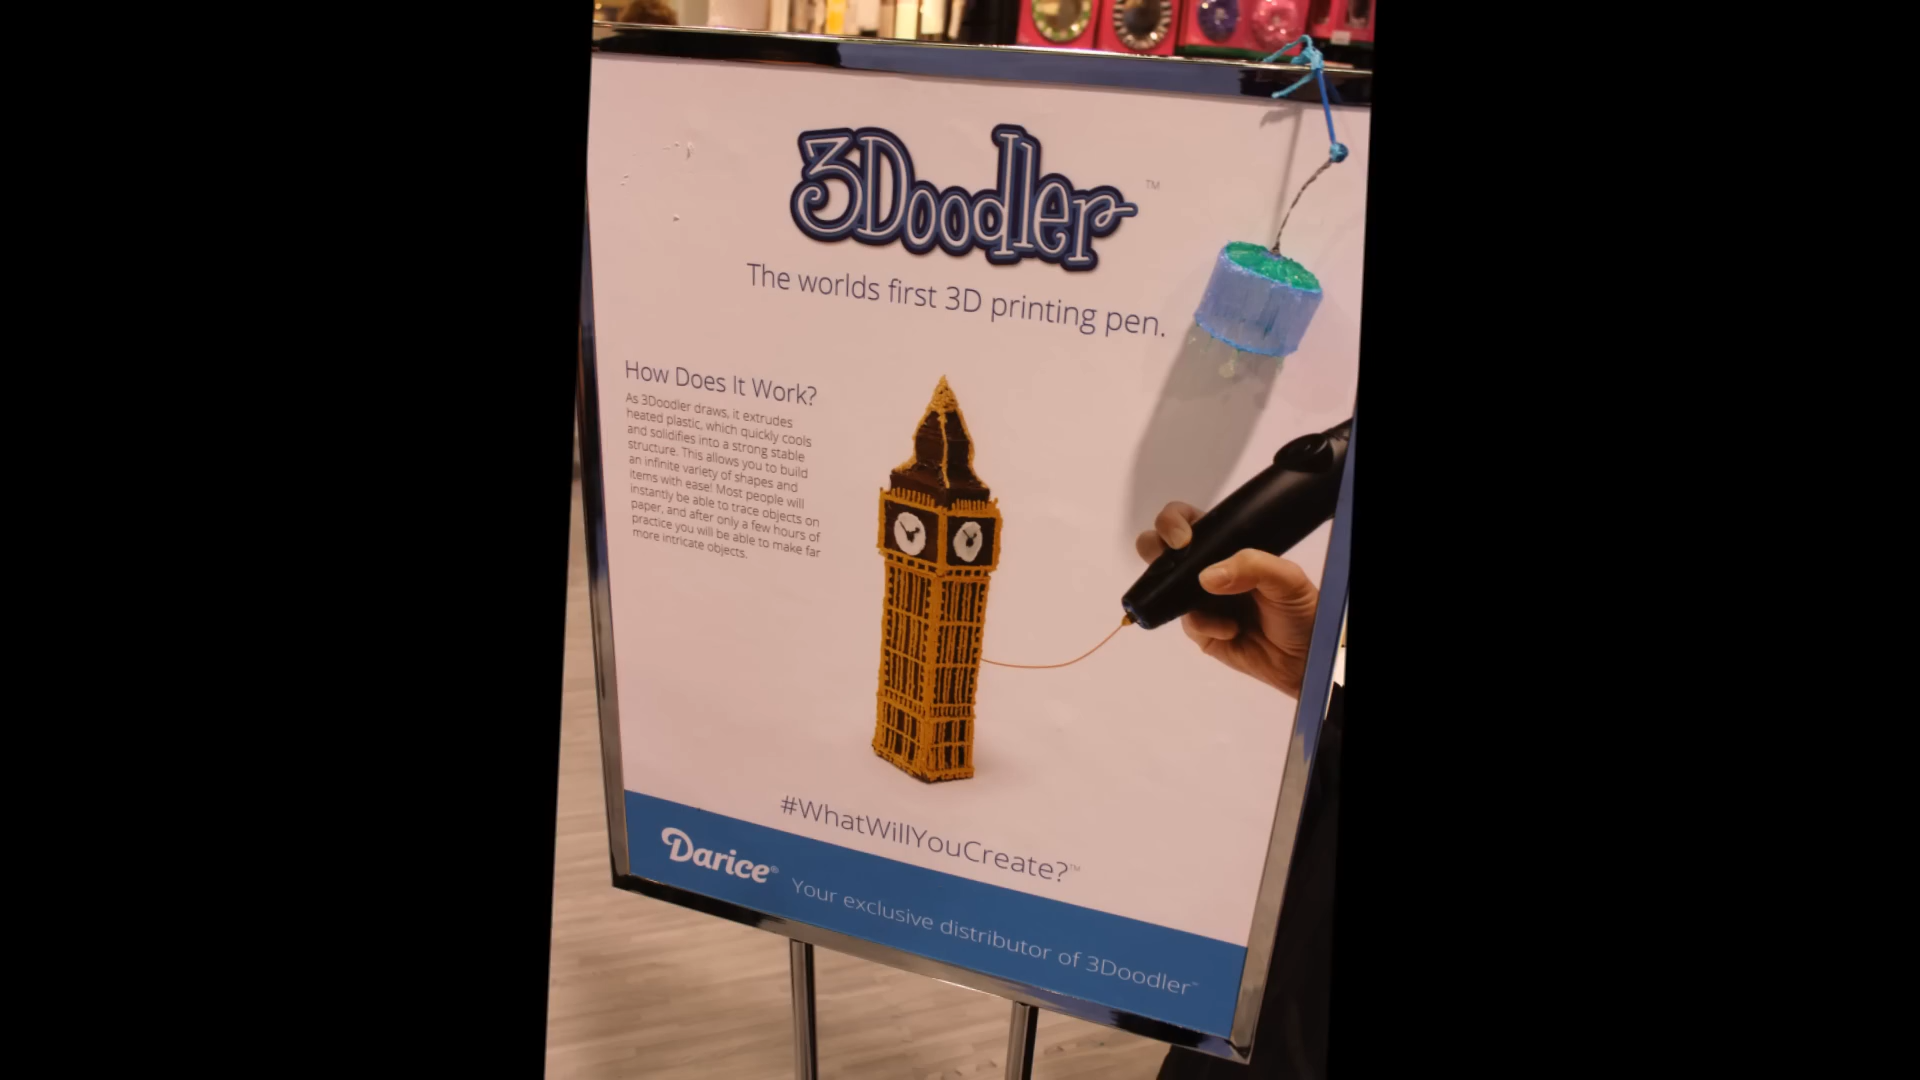 3Doodler™
The worlds first 3D printing pen.
How Does It Work?
As 3Doodler draws, it extrudes
heated plastic, which quickly cools
and solidifies into a strong stable
structure. This allows you to build
an infinite variety of shapes and
items with ease! Most people will
instantly be able to trace objects on
paper, and after only a few hours of
practice you will be able to make far
more intricate objects.
#WhatWillYouCreate?™
Darice® Your exclusive distributor of 3Doodler™